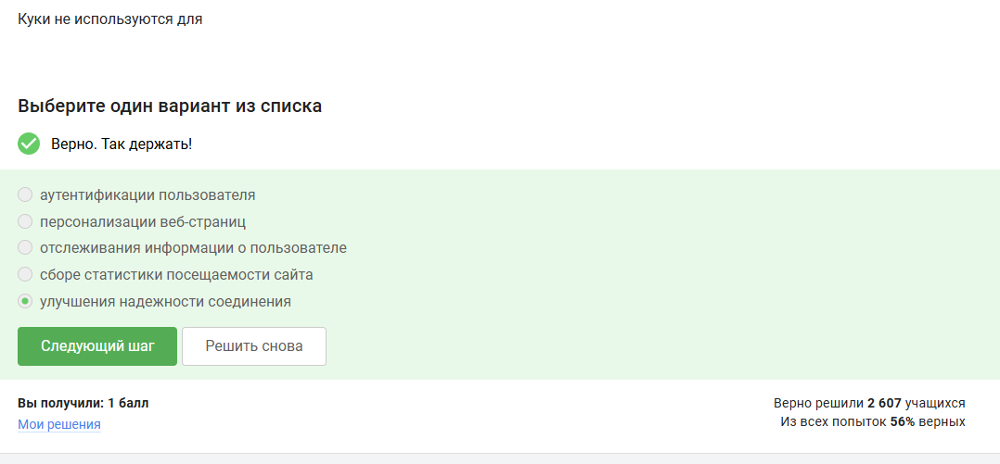 Куки не используются для
Выберите один вариант из списка
Верно. Так держать!
аутентификации пользователя
персонализации веб-страниц
отслеживания информации о пользователе
сборе статистики посещаемости сайта
улучшения надежности соединения
Следующий шаг
Решить снова
Вы получили: 1 балл
Мои решения
Верно решили 2 607 учащихся
Из всех попыток 56% верных